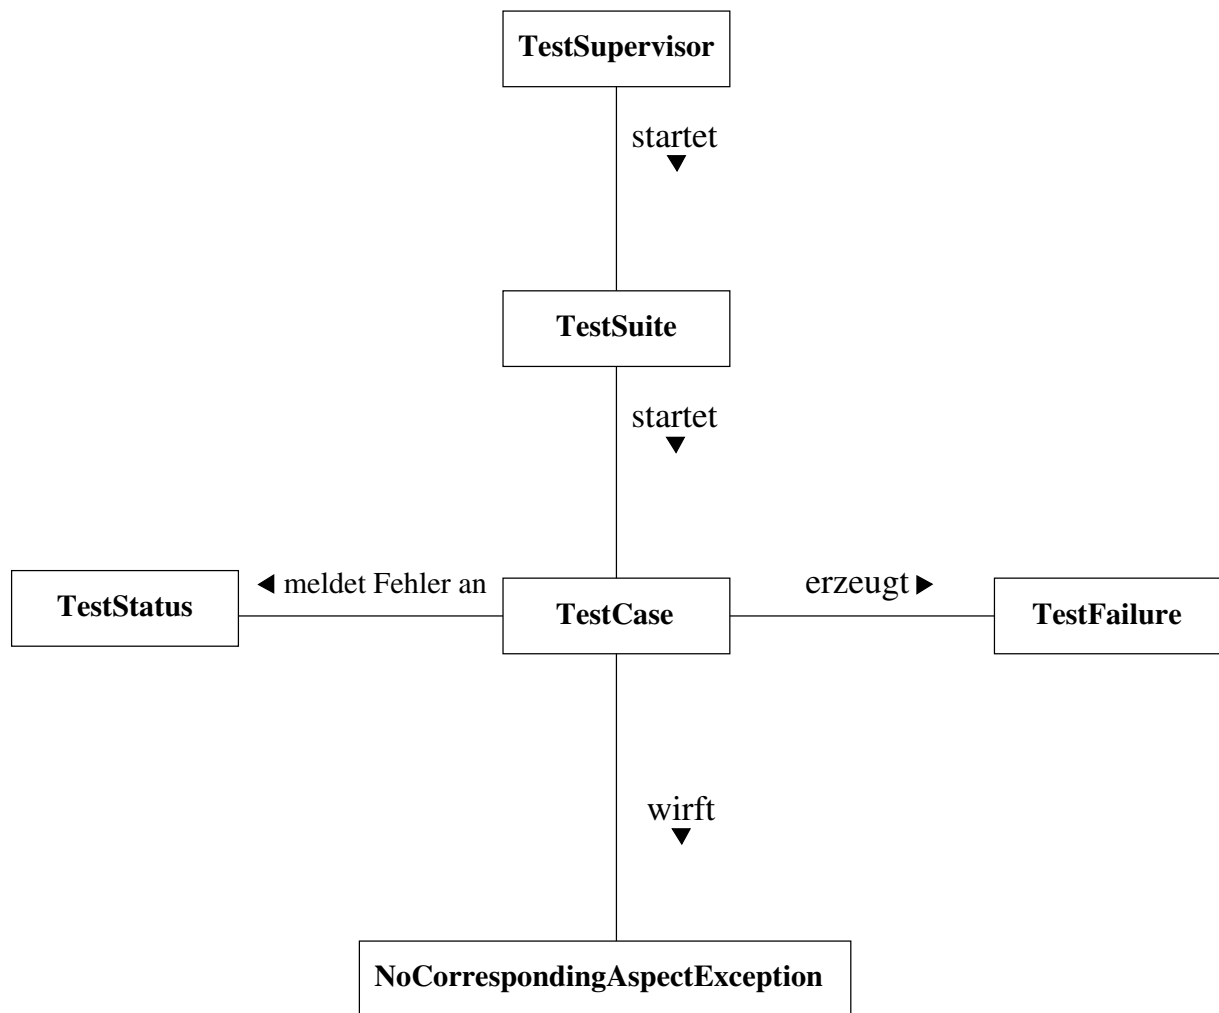 TestSupervisor
startet
TestSuite
startet
meldet Fehler an
erzeugt
TestStatus
TestCase
TestFailure
wirft
NoCorrespondingAspectException